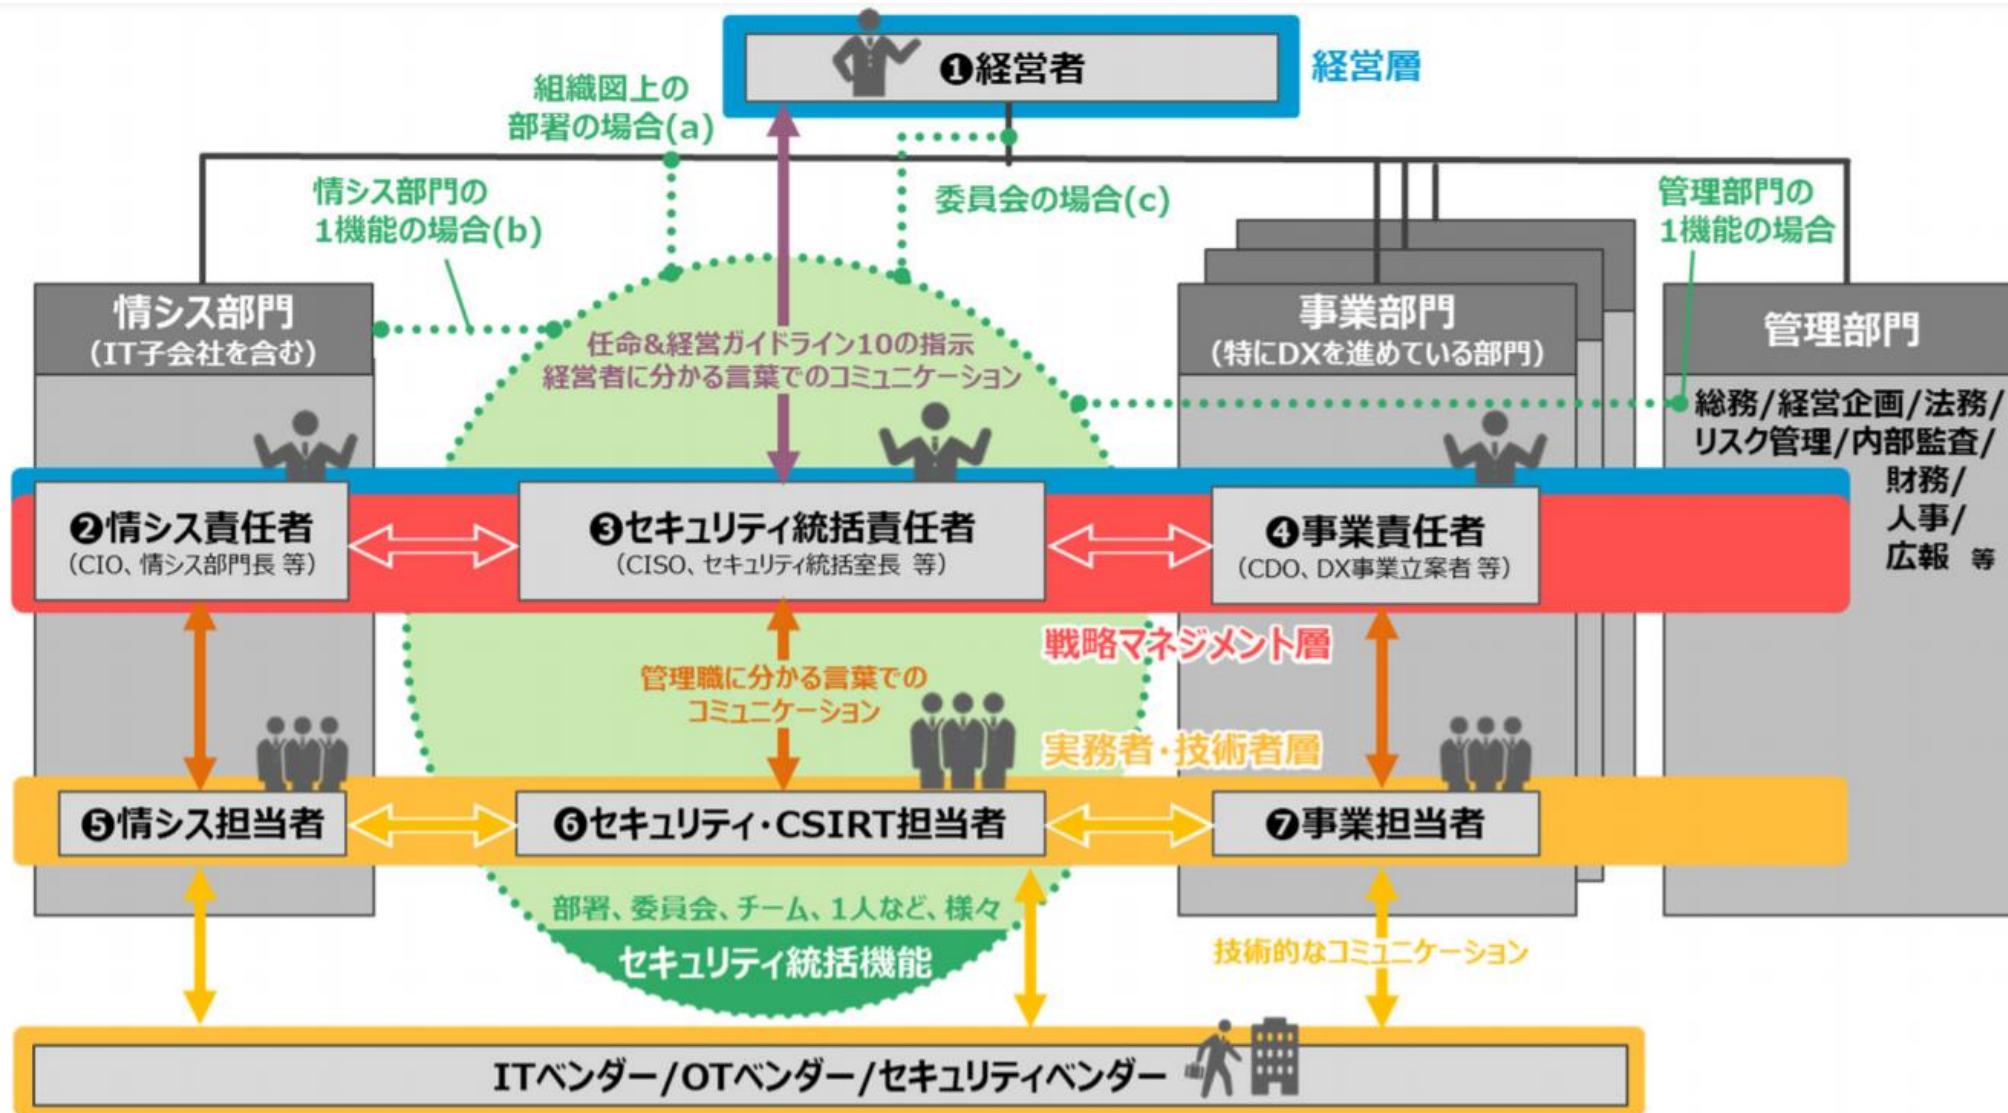 ❶経営者
経営層
組織図上の
部署の場合(a)
情シス部門の
1機能の場合(b)
委員会の場合(c)
管理部門の
1機能の場合
情シス部門
(IT子会社を含む)
事業部門
(特にDXを進めている部門)
管理部門
任命&経営ガイドライン10の指示
経営者に分かる言葉でのコミュニケーション
総務/経営企画/法務/
リスク管理/内部監査/
財務/
人事/
広報 等
❷情シス責任者
(CIO、情シス部門長 等)
❸セキュリティ統括責任者
(CISO、セキュリティ統括室長 等)
❹事業責任者
(CDO、DX事業立案者 等)
戦略マネジメント層
管理職に分かる言葉での
コミュニケーション
実務者・技術者層
❺情シス担当者
❻セキュリティ・CSIRT担当者
❼事業担当者
部署、委員会、チーム、1人など、様々
セキュリティ統括機能
技術的なコミュニケーション
ITベンダー/OTベンダー/セキュリティベンダー